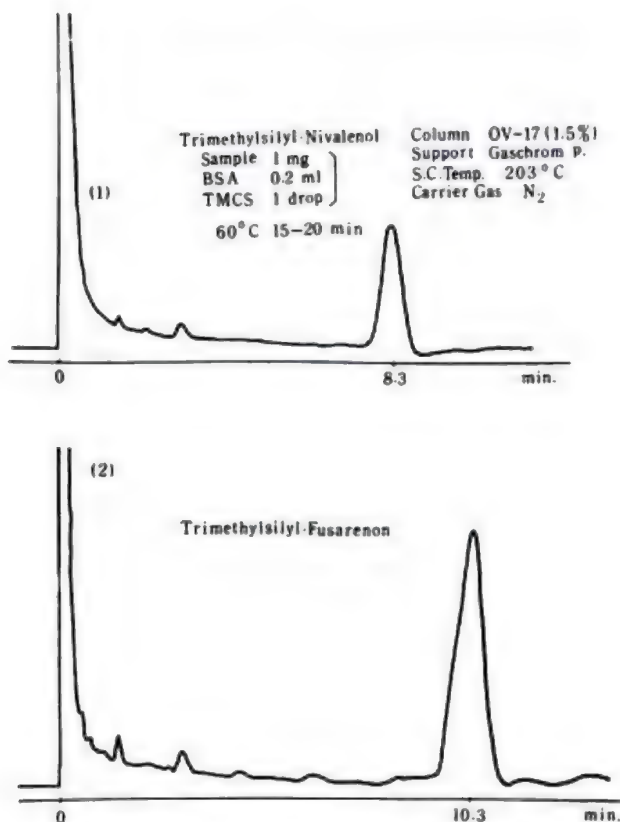 (1)
Trimethylsilyl·Nivalenol
Sample 1 mg
BSA 0.2 ml
TMCS 1 drop
60°C 15–20 min
Column OV-17(1.5%)
Support Gaschrom P.
S.C.Temp. 203°C
Carrier Gas N₂
0 8·3 min.
(2)
Trimethylsilyl·Fusarenon
0 10·3 min.